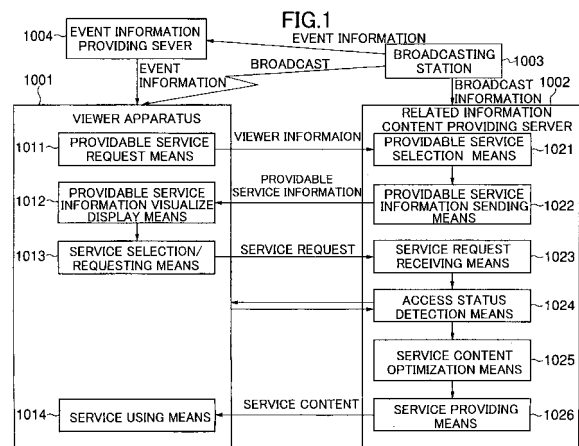 FIG.1
1004
EVENT INFORMATION
PROVIDING SEVER
EVENT INFORMATION
BROADCASTING
STATION
1003
EVENT
INFORMATION
BROADCAST
BROADCAST
INFORMATION
1002
1001
VIEWER APPARATUS
RELATED INFORMATION
CONTENT PROVIDING SERVER
1011
PROVIDABLE SERVICE
REQUEST MEANS
VIEWER INFORMAION
PROVIDABLE SERVICE
SELECTION MEANS
1021
1012
PROVIDABLE SERVICE
INFORMATION VISUALIZE
DISPLAY MEANS
PROVIDABLE
SERVICE INFORMATION
PROVIDABLE SERVICE
INFORMATION SENDING
MEANS
1022
1013
SERVICE SELECTION/
REQUESTING MEANS
SERVICE REQUEST
SERVICE REQUEST
RECEIVING MEANS
1023
ACCESS STATUS
DETECTION MEANS
1024
SERVICE CONTENT
OPTIMIZATION MEANS
1025
1014
SERVICE USING MEANS
SERVICE CONTENT
SERVICE PROVIDING MEANS
1026